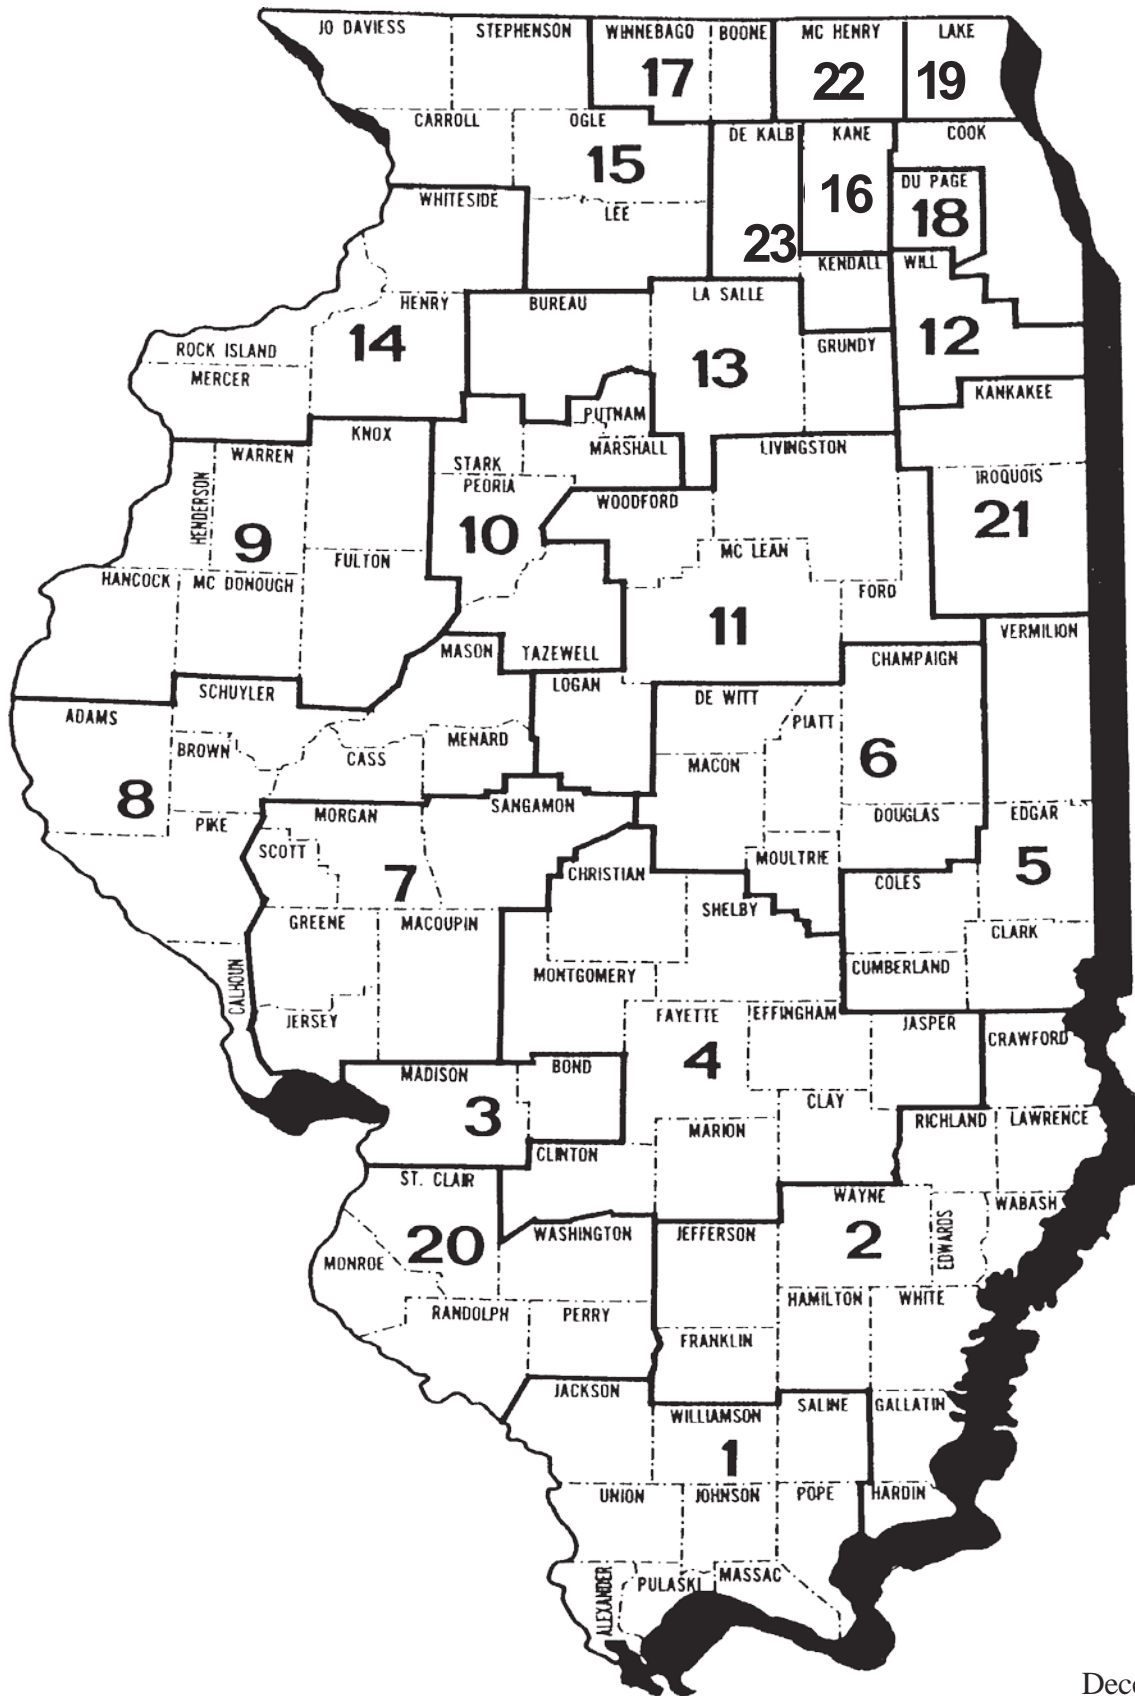 JO DAVIESS STEPHENSON WINNEBAGO BOONE MC HENRY LAKE
17 22 19
CARROLL OGLE DE KALB KANE COOK
15 16 DU PAGE
18
WHITESIDE LEE 23
KENDALL WILL
HENRY BUREAU LA SALLE
14 13 12
ROCK ISLAND GRUNDY
MERCER KANKAKEE
PUTNAM
KNOX MARSHALL LIVINGSTON
WARREN STARK IROQUOIS
PEORIA WOODFORD 21
HENDERSON 9 10
MC LEAN
FULTON
HANCOCK MC DONOUGH FORD
11 VERMILION
MASON TAZEWELL CHAMPAIGN
LOGAN
SCHUYLER DE WITT
ADAMS PIATT
BROWN CASS MENARD MACON 6
8
MORGAN SANGAMON DOUGLAS EDGAR
PIKE
SCOTT CHRISTIAN MOULTRIE 5
7 COLES
GREENE MACOUPIN SHELBY
CLARK
CALHOUN MONTGOMERY CUMBERLAND
JERSEY FAYETTE EFFINGHAM JASPER CRAWFORD
4
MADISON BOND
3 CLAY
MARION RICHLAND LAWRENCE
CLINTON
ST. CLAIR WAYNE WABASH
20 WASHINGTON JEFFERSON 2 EDWARDS
MONROE
RANDOLPH PERRY HAMILTON WHITE
FRANKLIN
JACKSON
WILLIAMSON SALINE GALLATIN
1
UNION JOHNSON POPE HARDIN
ALEXANDER PULASKI MASSAC
Dece